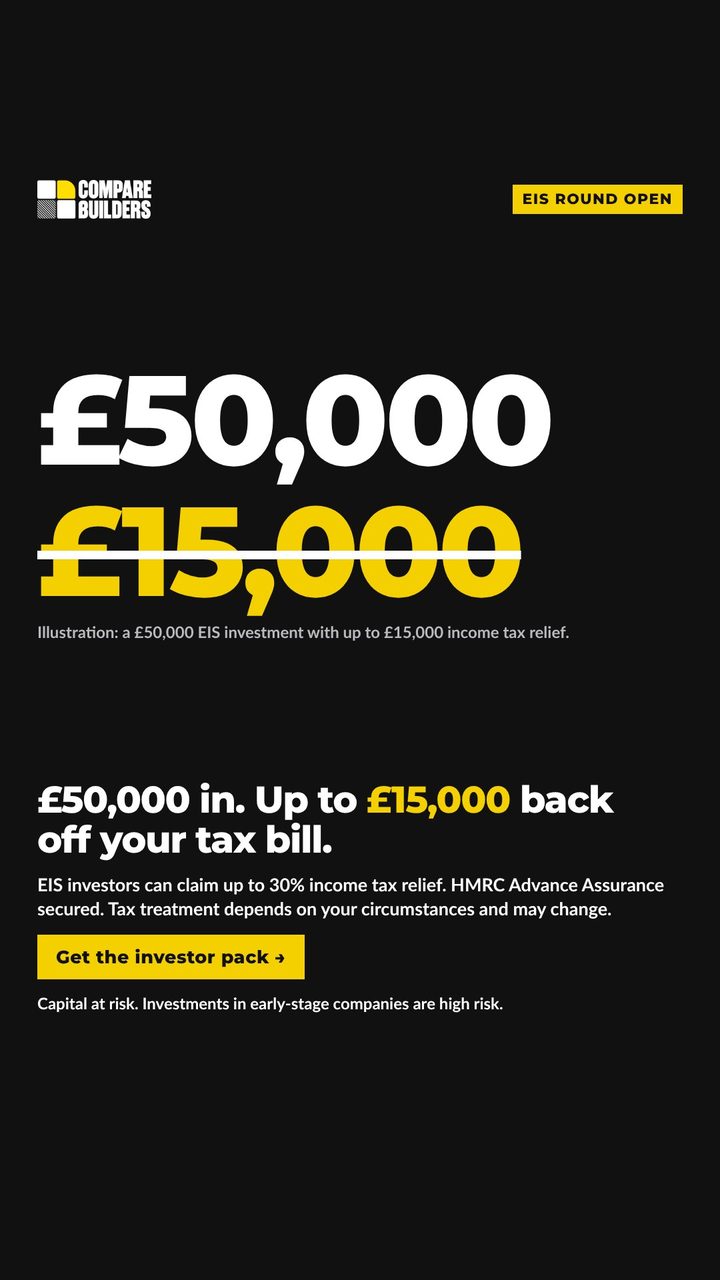 COMPARE
BUILDERS
EIS ROUND OPEN
£50,000
£15,000
Illustration: a £50,000 EIS investment with up to £15,000 income tax relief.
£50,000 in. Up to £15,000 back
off your tax bill.
EIS investors can claim up to 30% income tax relief. HMRC Advance Assurance
secured. Tax treatment depends on your circumstances and may change.
Get the investor pack →
Capital at risk. Investments in early-stage companies are high risk.